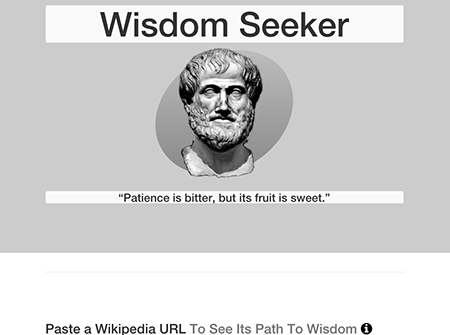 Wisdom Seeker
“Patience is bitter, but its fruit is sweet.”
Paste a Wikipedia URL To See Its Path To Wisdom